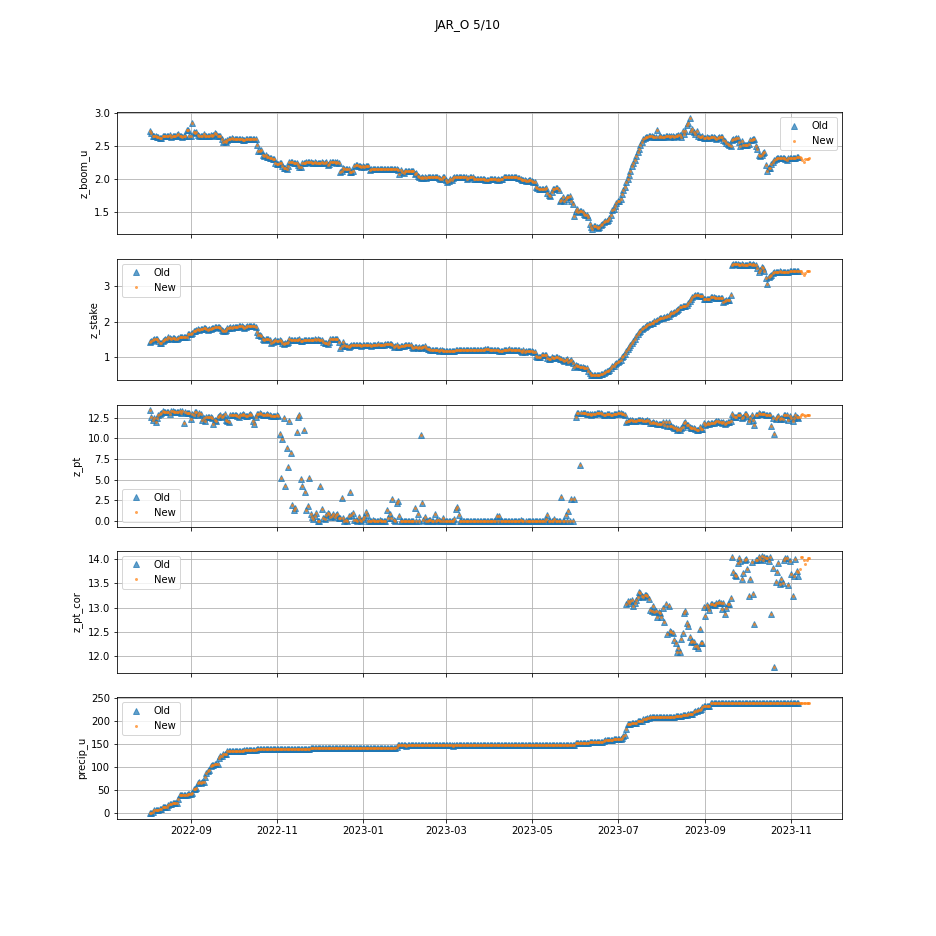 JAR_O 5/10
z_boom_u
3.0
2.5
2.0
1.5
Old
New
z_stake
3
2
1
Old
New
z_pt
12.5
10.0
7.5
5.0
2.5
0.0
Old
New
z_pt_cor
14.0
13.5
13.0
12.5
12.0
Old
New
precip_u
250
200
150
100
50
0
Old
New
2022-09 2022-11 2023-01 2023-03 2023-05 2023-07 2023-09 2023-11